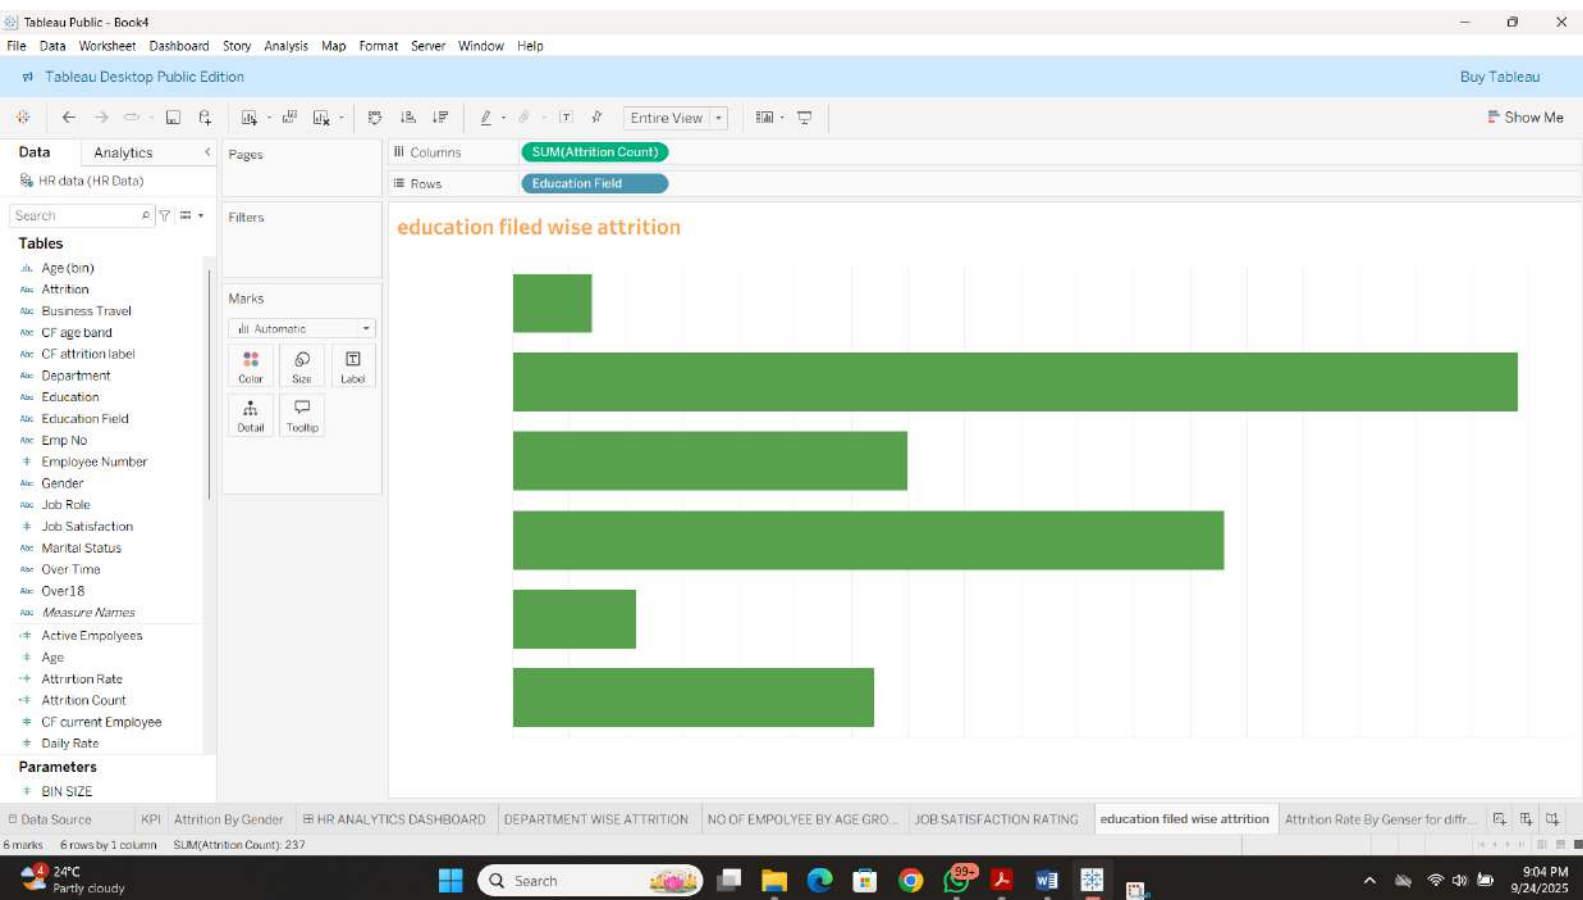 Tableau Public - Book4
File Data Worksheet Dashboard Story Analysis Map Format Server Window Help
Tableau Desktop Public Edition Buy Tableau
Entire View Show Me
Data Analytics Pages Columns SUM(Attrition Count)
HR data (HR Data) Rows Education Field
Search Filters
education filed wise attrition
Tables
Age (bin)
Attrition
Business Travel
CF age band
CF attrition label
Department
Education
Education Field
Emp No
Employee Number
Gender
Job Role
Job Satisfaction
Marital Status
Over Time
Over18
Measure Names
Active Empolyees
Age
Attrirtion Rate
Attrition Count
CF current Employee
Daily Rate
Parameters
BIN SIZE
Marks
Automatic
Color Size Label
Detail Tooltip
Data Source KPI Attrition By Gender HR ANALYTICS DASHBOARD DEPARTMENT WISE ATTRITION NO OF EMPOLYEE BY AGE GRO... JOB SATISFACTION RATING education filed wise attrition Attrition Rate By Genser for diffr...
6 marks 6 rows by 1 column SUM(Attrition Count): 237
4 24°C
Partly cloudy
Search
99+
9:04 PM
9/24/2025